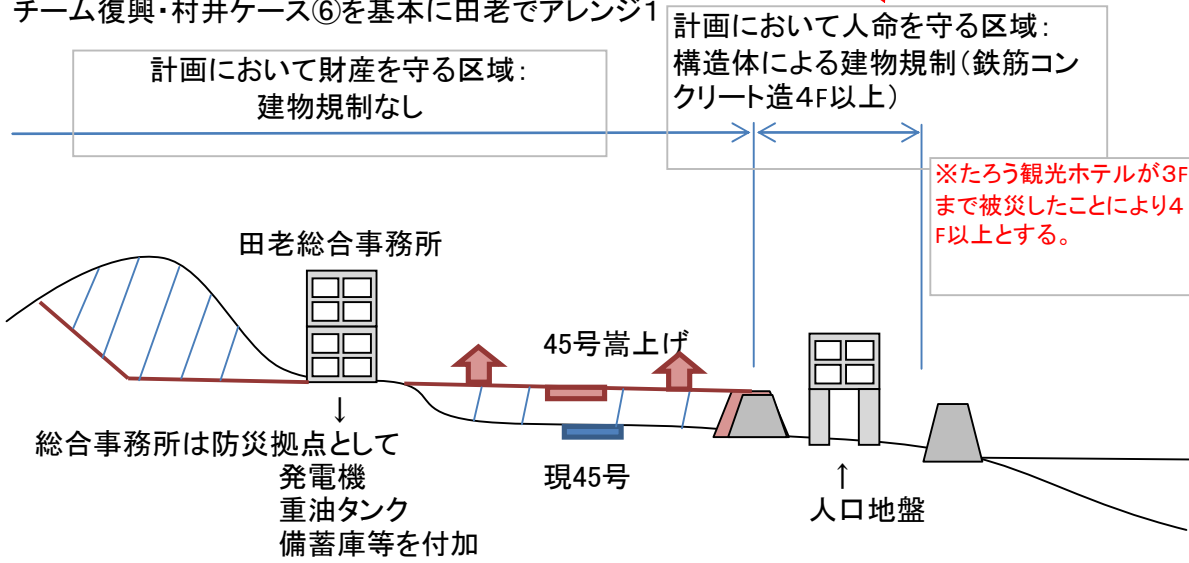 チーム復興・村井ケース⑥を基本に田老でアレンジ1
計画において財産を守る区域：
建物規制なし
計画において人命を守る区域：
構造体による建物規制（鉄筋コン
クリート造４F以上）
※たろう観光ホテルが３F
まで被災したことにより４
F以上とする。
田老総合事務所
45号嵩上げ
↓
総合事務所は防災拠点として
発電機
重油タンク
備蓄庫等を付加
現45号
↑
人口地盤